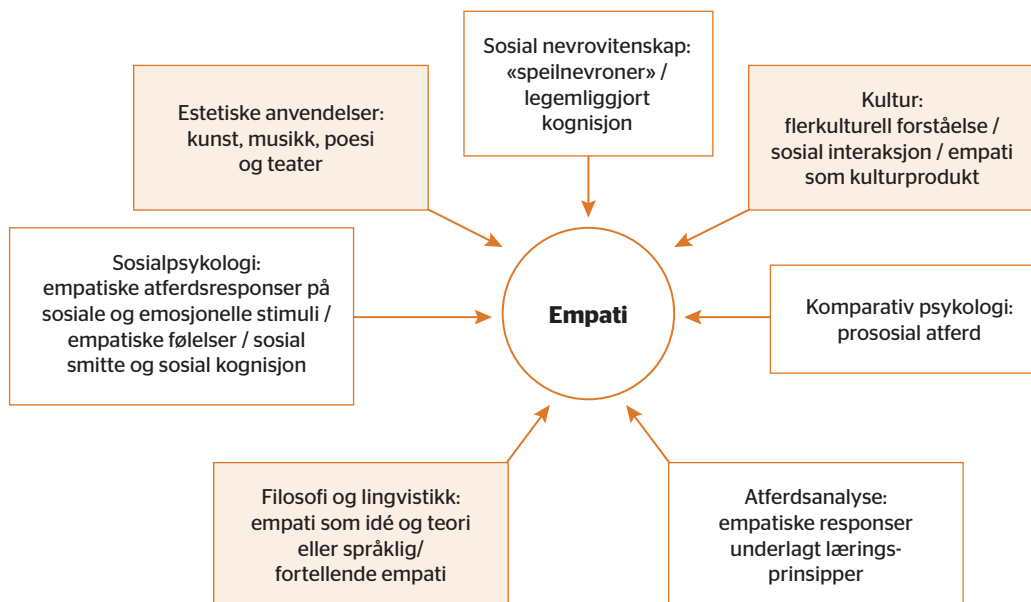 Sosial nevrovitenskap:
«speilnevroner» /
legemliggjort
kognisjon
Estetiske anvendelser:
kunst, musikk, poesi
og teater
Kultur:
flerkulturell forståelse /
sosial interaksjon / empati
som kulturprodukt
Sosialpsykologi:
empatiske atferdsresponser på
sosiale og emosjonelle stimuli /
empatiske følelser / sosial
smitte og sosial kognisjon
Empati
Komparativ psykologi:
prososial atferd
Filosofi og lingvistikk:
empati som idé og teori
eller språklig/
fortellende empati
Atferdsanalyse:
empatiske responser
underlagt lærings-
prinsipper